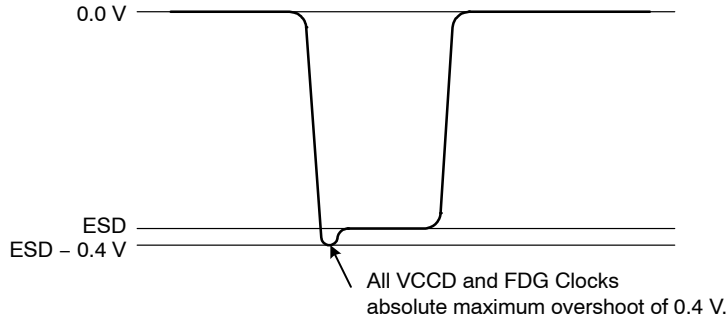 0.0 V
ESD
ESD – 0.4 V
All VCCD and FDG Clocks
absolute maximum overshoot of 0.4 V.